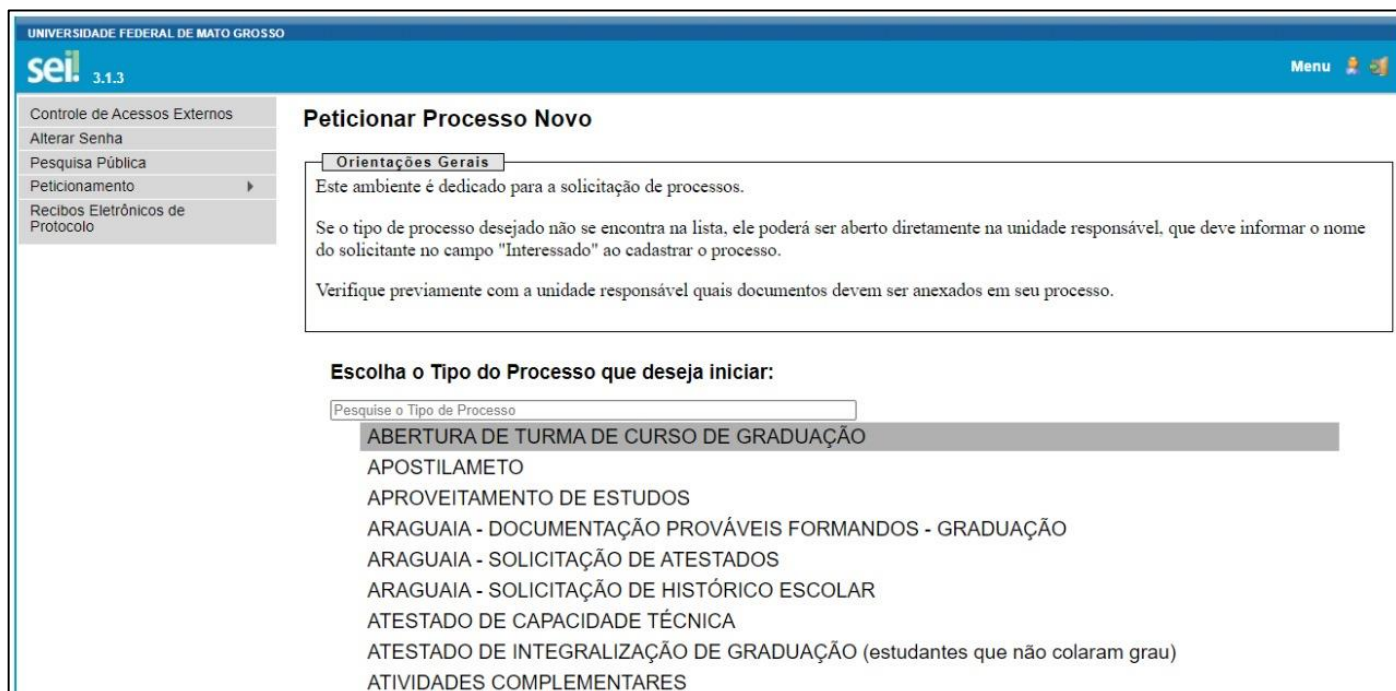 UNIVERSIDADE FEDERAL DE MATO GROSSO
sei! 3.1.3
Menu
Controle de Acessos Externos
Alterar Senha
Pesquisa Pública
Peticionamento
Recibos Eletrônicos de
Protocolo
Peticionar Processo Novo
Orientações Gerais
Este ambiente é dedicado para a solicitação de processos.
Se o tipo de processo desejado não se encontra na lista, ele poderá ser aberto diretamente na unidade responsável, que deve informar o nome
do solicitante no campo "Interessado" ao cadastrar o processo.
Verifique previamente com a unidade responsável quais documentos devem ser anexados em seu processo.
Escolha o Tipo do Processo que deseja iniciar:
Pesquise o Tipo de Processo
ABERTURA DE TURMA DE CURSO DE GRADUAÇÃO
APOSTILAMETO
APROVEITAMENTO DE ESTUDOS
ARAGUAIA - DOCUMENTAÇÃO PROVÁVEIS FORMANDOS - GRADUAÇÃO
ARAGUAIA - SOLICITAÇÃO DE ATESTADOS
ARAGUAIA - SOLICITAÇÃO DE HISTÓRICO ESCOLAR
ATESTADO DE CAPACIDADE TÉCNICA
ATESTADO DE INTEGRALIZAÇÃO DE GRADUAÇÃO (estudantes que não colaram grau)
ATIVIDADES COMPLEMENTARES